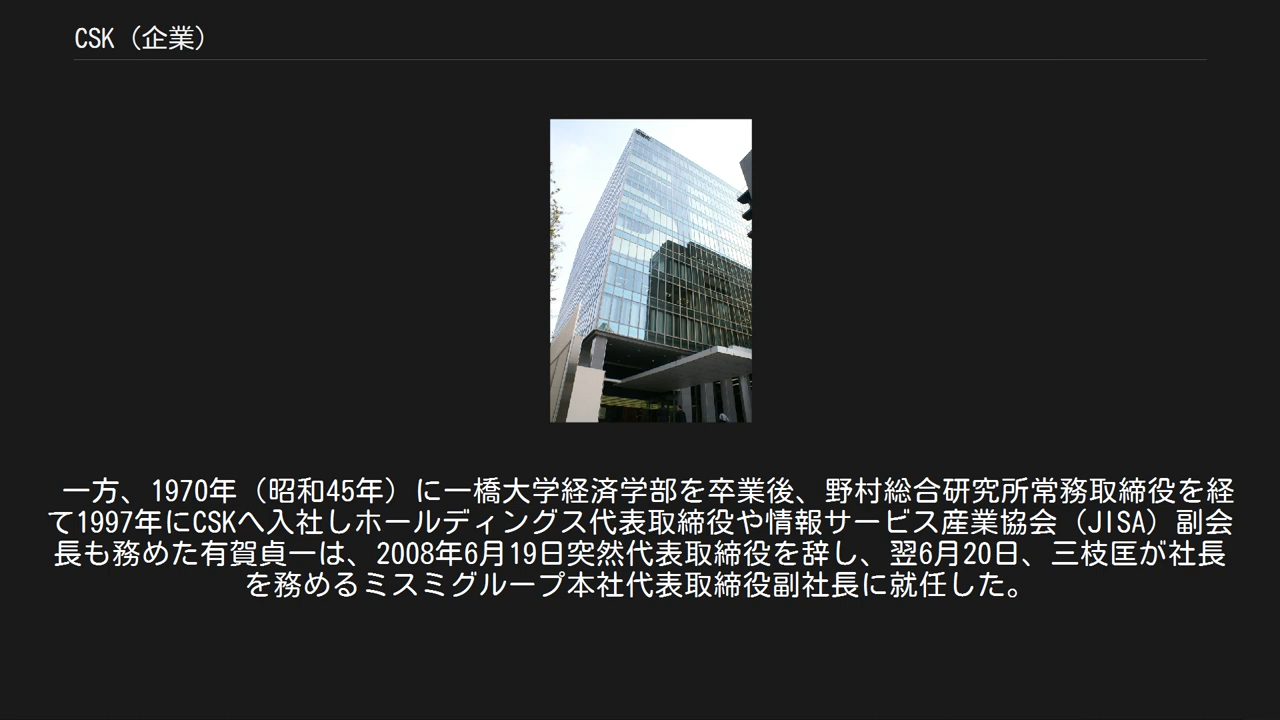 CSK（企業）
一方、1970年（昭和45年）に一橋大学経済学部を卒業後、野村総合研究所常務取締役を経
て1997年にCSKへ入社しホールディングス代表取締役や情報サービス産業協会（JISA）副会
長も務めた有賀貞一は、2008年6月19日突然代表取締役を辞し、翌6月20日、三枝匡が社長
を務めるミスミグループ本社代表取締役副社長に就任した。